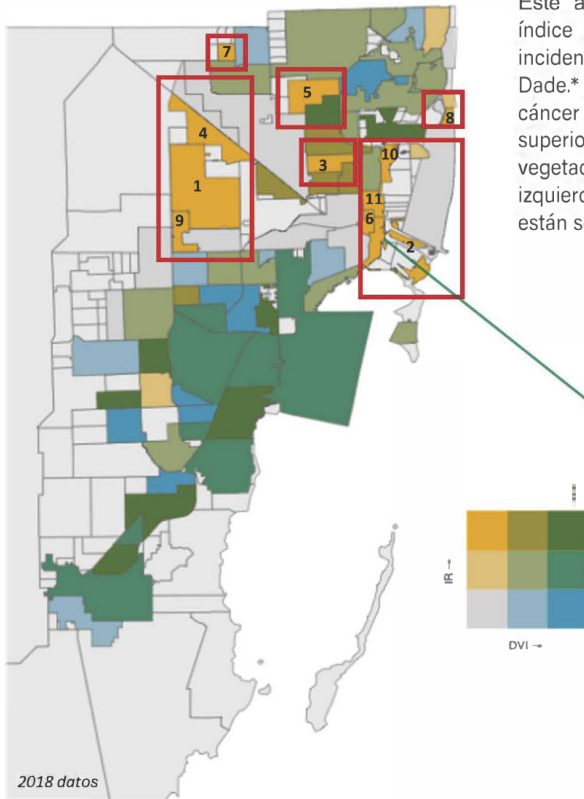 Este a
índice
inciden
Dade.*
cáncer
superio
vegetac
izquierd
están s
7
5
4
8
3
10
1
11
9
6
2
IR →
DVI →
2018 datos